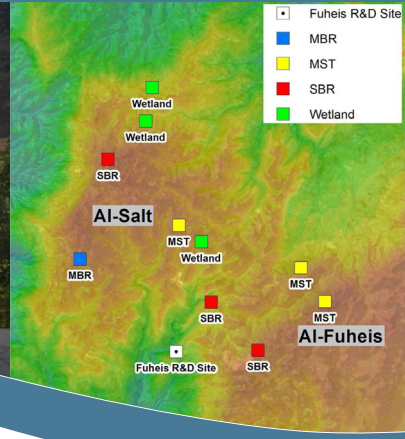 Fuheis R&D Site
MBR
MST
SBR
Wetland
Wetland
Wetland
SBR
Al-Salt
MST
Wetland
MBR
MST
SBR
MST
Al-Fuheis
Fuheis R&D Site
SBR